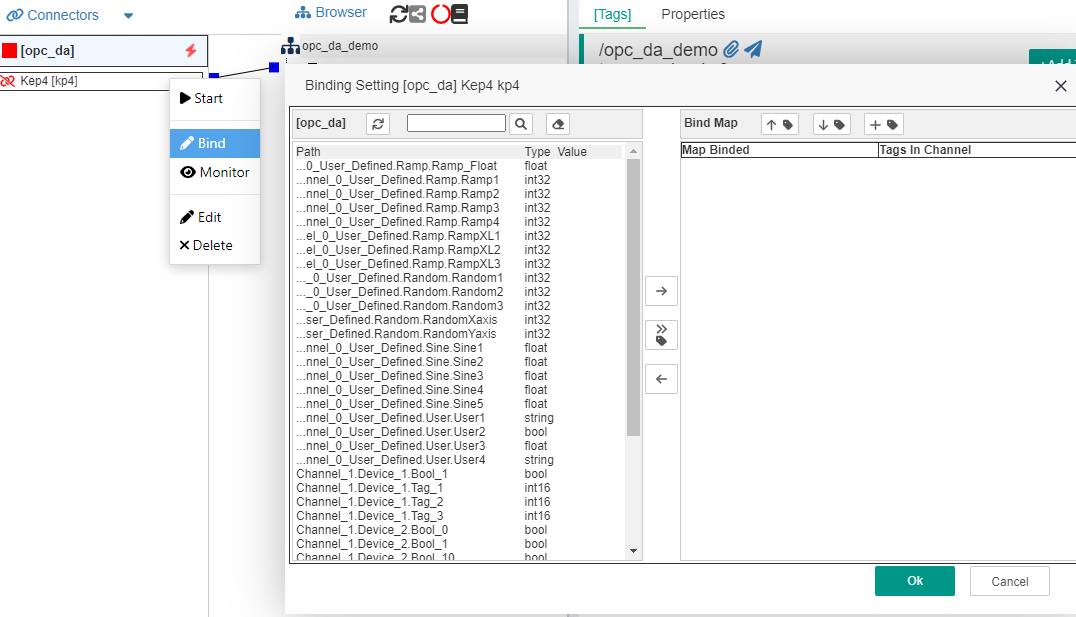 Connectors
Browser
[Tags] Properties
[opc_da]
opc_da_demo
/opc_da_demo
Kep4 [kp4]
Start
Bind
Monitor
Edit
Delete
Binding Setting [opc_da] Kep4 kp4
[opc_da]
Bind Map
Path Type Value
...0_User_Defined.Ramp.Ramp_Float float
...nnel_0_User_Defined.Ramp.Ramp1 int32
...nnel_0_User_Defined.Ramp.Ramp2 int32
...nnel_0_User_Defined.Ramp.Ramp3 int32
...nnel_0_User_Defined.Ramp.Ramp4 int32
...el_0_User_Defined.Ramp.RampXL1 int32
...el_0_User_Defined.Ramp.RampXL2 int32
...el_0_User_Defined.Ramp.RampXL3 int32
..._0_User_Defined.Random.Random1 int32
..._0_User_Defined.Random.Random2 int32
..._0_User_Defined.Random.Random3 int32
...ser_Defined.Random.RandomXaxis int32
...ser_Defined.Random.RandomYaxis int32
...nnel_0_User_Defined.Sine.Sine1 float
...nnel_0_User_Defined.Sine.Sine2 float
...nnel_0_User_Defined.Sine.Sine3 float
...nnel_0_User_Defined.Sine.Sine4 float
...nnel_0_User_Defined.Sine.Sine5 float
...nnel_0_User_Defined.User.User1 string
...nnel_0_User_Defined.User.User2 bool
...nnel_0_User_Defined.User.User3 float
...nnel_0_User_Defined.User.User4 string
Channel_1.Device_1.Bool_1 bool
Channel_1.Device_1.Tag_1 int16
Channel_1.Device_1.Tag_2 int16
Channel_1.Device_1.Tag_3 int16
Channel_1.Device_2.Bool_0 bool
Channel_1.Device_2.Bool_1 bool
Channel_1.Device_2.Bool_10 bool
Map Binded Tags In Channel
Ok Cancel